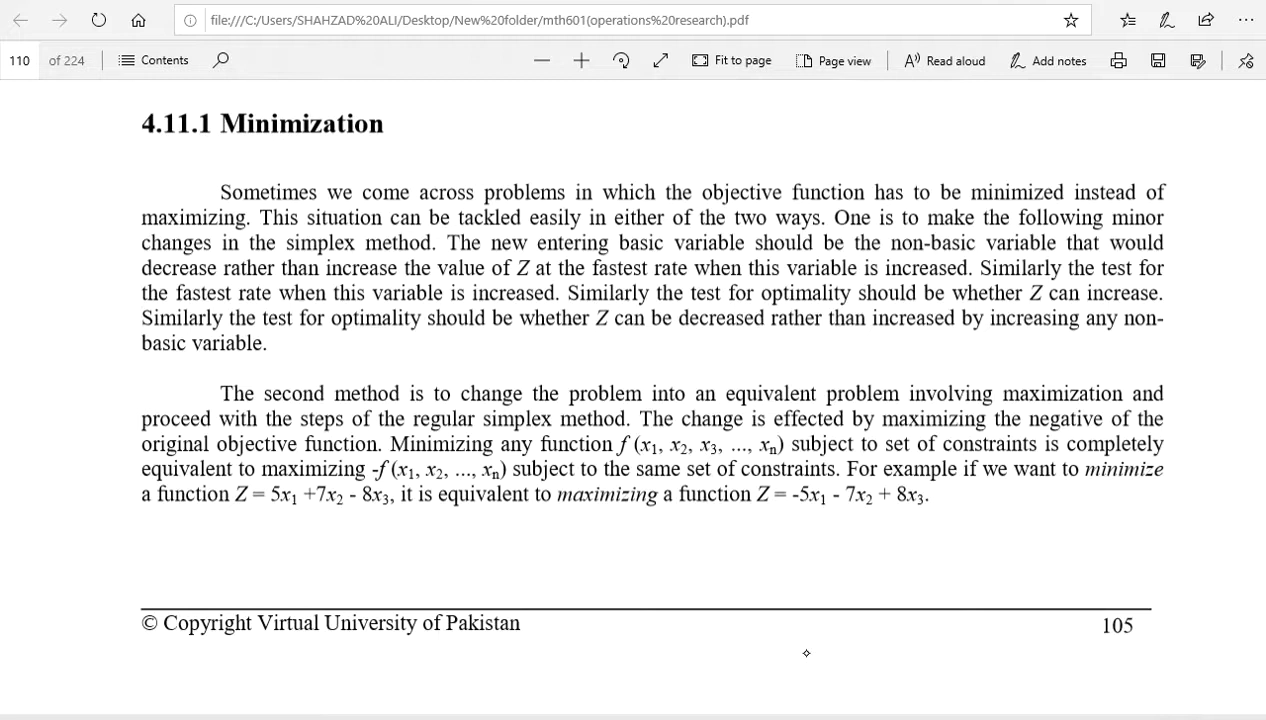 file:///C:/Users/SHAHZAD%20ALI/Desktop/New%20folder/mth601(operations%20research).pdf
110 of 224 Contents Fit to page Page view Read aloud Add notes
4.11.1 Minimization
Sometimes we come across problems in which the objective function has to be minimized instead of
maximizing. This situation can be tackled easily in either of the two ways. One is to make the following minor
changes in the simplex method. The new entering basic variable should be the non-basic variable that would
decrease rather than increase the value of Z at the fastest rate when this variable is increased. Similarly the test for
the fastest rate when this variable is increased. Similarly the test for optimality should be whether Z can increase.
Similarly the test for optimality should be whether Z can be decreased rather than increased by increasing any non-
basic variable.
The second method is to change the problem into an equivalent problem involving maximization and
proceed with the steps of the regular simplex method. The change is effected by maximizing the negative of the
original objective function. Minimizing any function f (x₁, x₂, x₃, ..., xₙ) subject to set of constraints is completely
equivalent to maximizing -f (x₁, x₂, ..., xₙ) subject to the same set of constraints. For example if we want to minimize
a function Z = 5x₁ +7x₂ - 8x₃, it is equivalent to maximizing a function Z = -5x₁ - 7x₂ + 8x₃.
© Copyright Virtual University of Pakistan 105